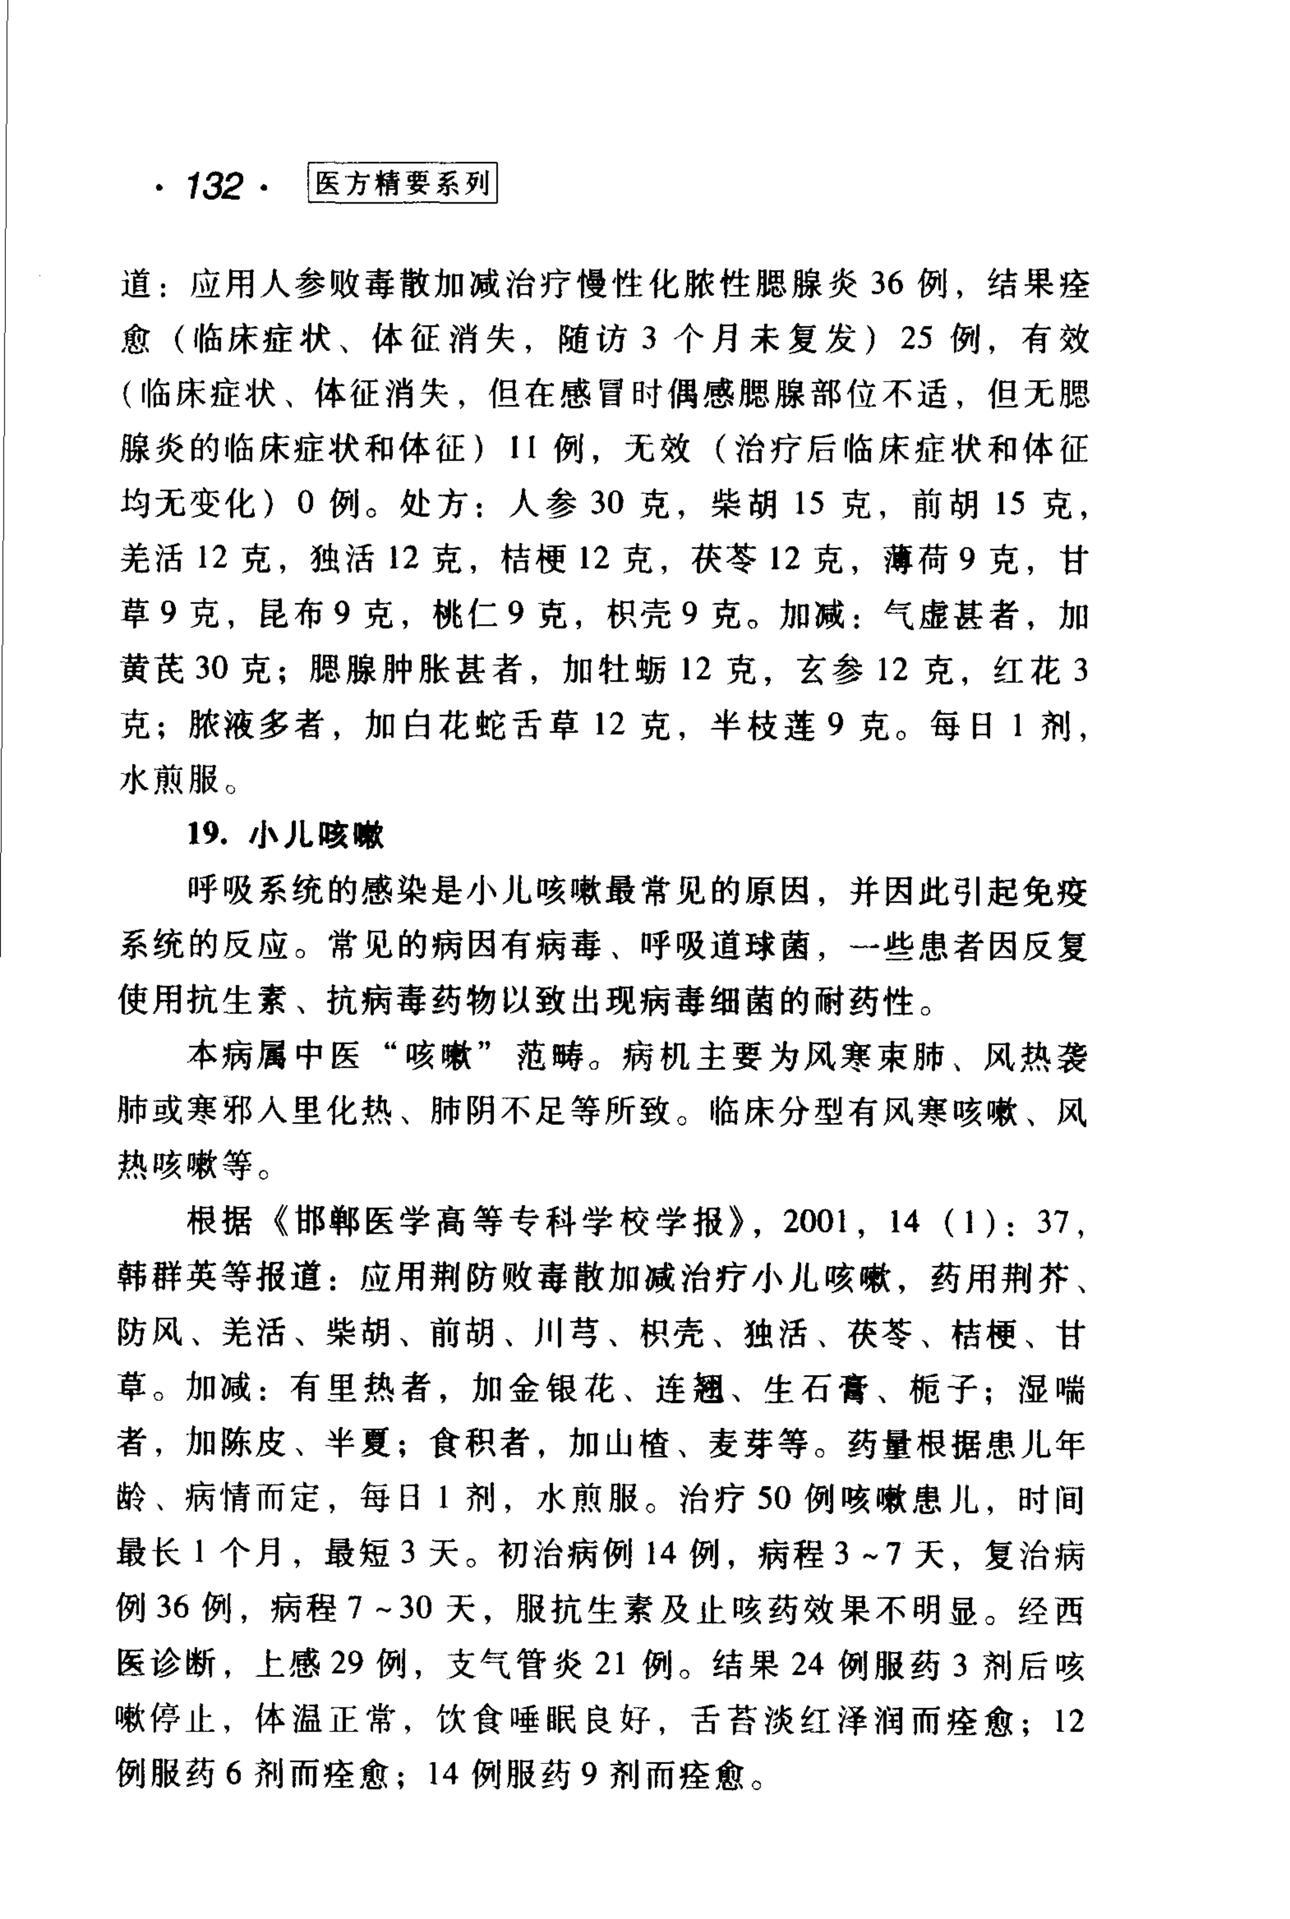 ·132· 医方精要系列
道：应用人参败毒散加减治疗慢性化脓性腮腺炎 36 例，结果痊
愈（临床症状、体征消失，随访 3 个月未复发）25 例，有效
（临床症状、体征消失，但在感冒时偶感腮腺部位不适，但无腮
腺炎的临床症状和体征）11 例，无效（治疗后临床症状和体征
均无变化）0 例。处方：人参 30 克，柴胡 15 克，前胡 15 克，
羌活 12 克，独活 12 克，桔梗 12 克，茯苓 12 克，薄荷 9 克，甘
草 9 克，昆布 9 克，桃仁 9 克，枳壳 9 克。加减：气虚甚者，加
黄芪 30 克；腮腺肿胀甚者，加牡蛎 12 克，玄参 12 克，红花 3
克；脓液多者，加白花蛇舌草 12 克，半枝莲 9 克。每日 1 剂，
水煎服。
19. 小儿咳嗽
呼吸系统的感染是小儿咳嗽最常见的原因，并因此引起免疫
系统的反应。常见的病因有病毒、呼吸道球菌，一些患者因反复
使用抗生素、抗病毒药物以致出现病毒细菌的耐药性。
本病属中医“咳嗽”范畴。病机主要为风寒束肺、风热袭
肺或寒邪入里化热、肺阴不足等所致。临床分型有风寒咳嗽、风
热咳嗽等。
根据《邯郸医学高等专科学校学报》，2001，14（1）：37，
韩群英等报道：应用荆防败毒散加减治疗小儿咳嗽，药用荆芥、
防风、羌活、柴胡、前胡、川芎、枳壳、独活、茯苓、桔梗、甘
草。加减：有里热者，加金银花、连翘、生石膏、栀子；湿喘
者，加陈皮、半夏；食积者，加山楂、麦芽等。药量根据患儿年
龄、病情而定，每日 1 剂，水煎服。治疗 50 例咳嗽患儿，时间
最长 1 个月，最短 3 天。初治病例 14 例，病程 3～7 天，复治病
例 36 例，病程 7～30 天，服抗生素及止咳药效果不明显。经西
医诊断，上感 29 例，支气管炎 21 例。结果 24 例服药 3 剂后咳
嗽停止，体温正常，饮食睡眠良好，舌苔淡红泽润而痊愈；12
例服药 6 剂而痊愈；14 例服药 9 剂而痊愈。